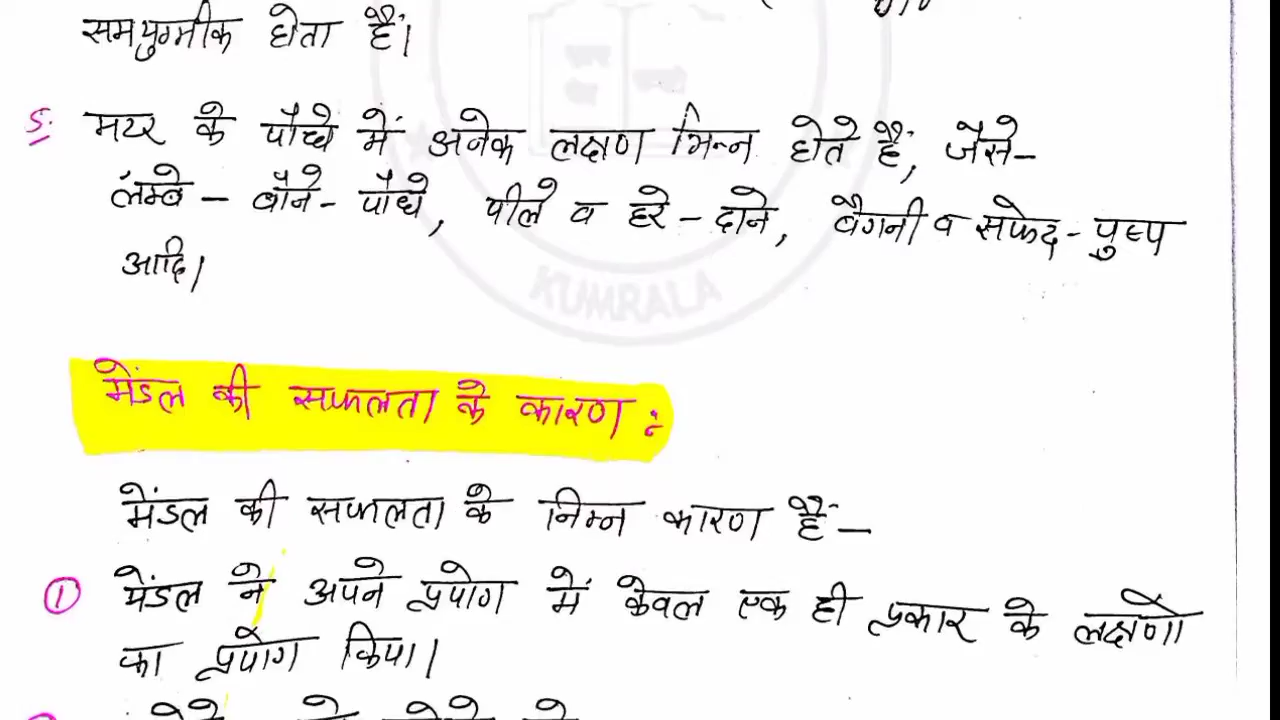 समयुग्मीक होता है।
5. मटर के पौधे में अनेक लक्षण भिन्न होते हैं, जैसे-
लम्बे - बौने - पौधे, पीले व हरे - दाने, बैगनी व सफेद - पुष्प
आदि।
KUMRALA
मेंडल की सफलता के कारण :
मेंडल की सफलता के निम्न कारण हैं -
① मेंडल ने अपने प्रयोग में केवल एक ही प्रकार के लक्षणो
का प्रयोग किया।